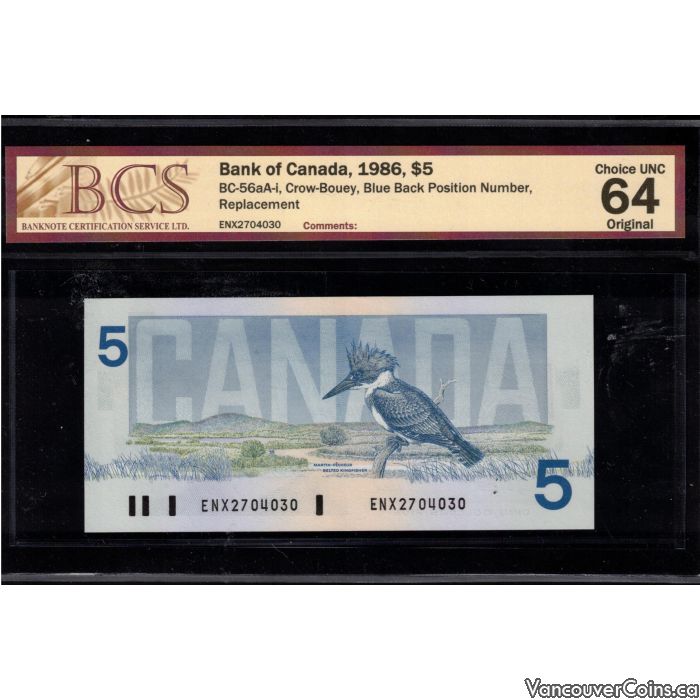 BCS
BANKNOTE CERTIFICATION SERVICE LTD.
Bank of Canada, 1986, $5
BC-56aA-i, Crow-Bouey, Blue Back Position Number,
Replacement
ENX2704030 Comments:
Choice UNC
64
Original
5
CANADA
MARTIN-PÊCHEUR
BELTED KINGFISHER
5
ENX2704030 ENX2704030
VancouverCoins.ca